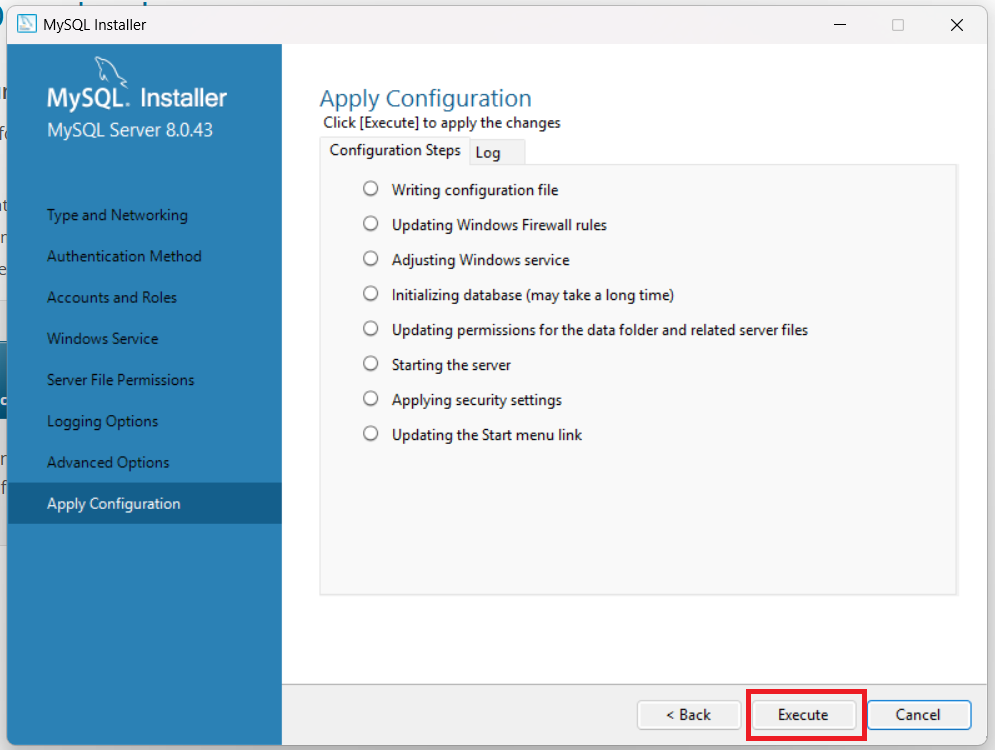 MySQL Installer
MySQL. Installer
MySQL Server 8.0.43
Type and Networking
Authentication Method
Accounts and Roles
Windows Service
Server File Permissions
Logging Options
Advanced Options
Apply Configuration
Apply Configuration
Click [Execute] to apply the changes
Configuration Steps Log
Writing configuration file
Updating Windows Firewall rules
Adjusting Windows service
Initializing database (may take a long time)
Updating permissions for the data folder and related server files
Starting the server
Applying security settings
Updating the Start menu link
< Back Execute Cancel